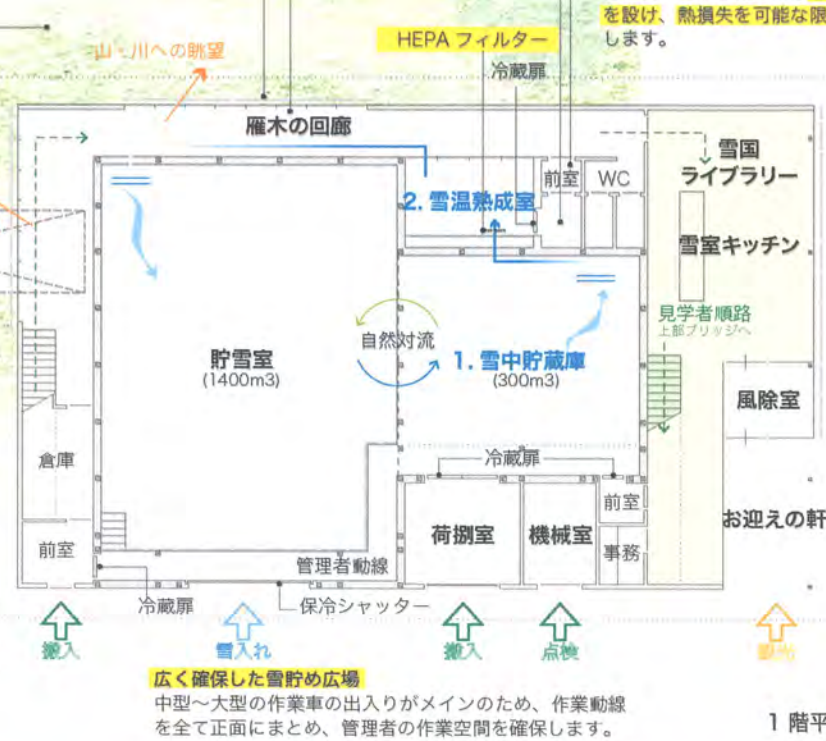 を設け、熱損失を可能な限
します。
HEPA フィルター
山・川への眺望
冷蔵扉
雁木の回廊
雪国
ライブラリー
前室
WC
2. 雪温熟成室
雪室キッチン
見学者順路
上部ブリッジへ
自然対流
貯雪室
(1400m3)
1. 雪中貯蔵庫
(300m3)
風除室
倉庫
冷蔵扉
前室
荷捌室
機械室
お迎えの軒
前室
事務
管理者動線
冷蔵扉
保冷シャッター
搬入
雪入れ
搬入
点検
観光
広く確保した雪貯め広場
中型〜大型の作業車の出入りがメインのため、作業動線
を全て正面にまとめ、管理者の作業空間を確保します。
1 階平